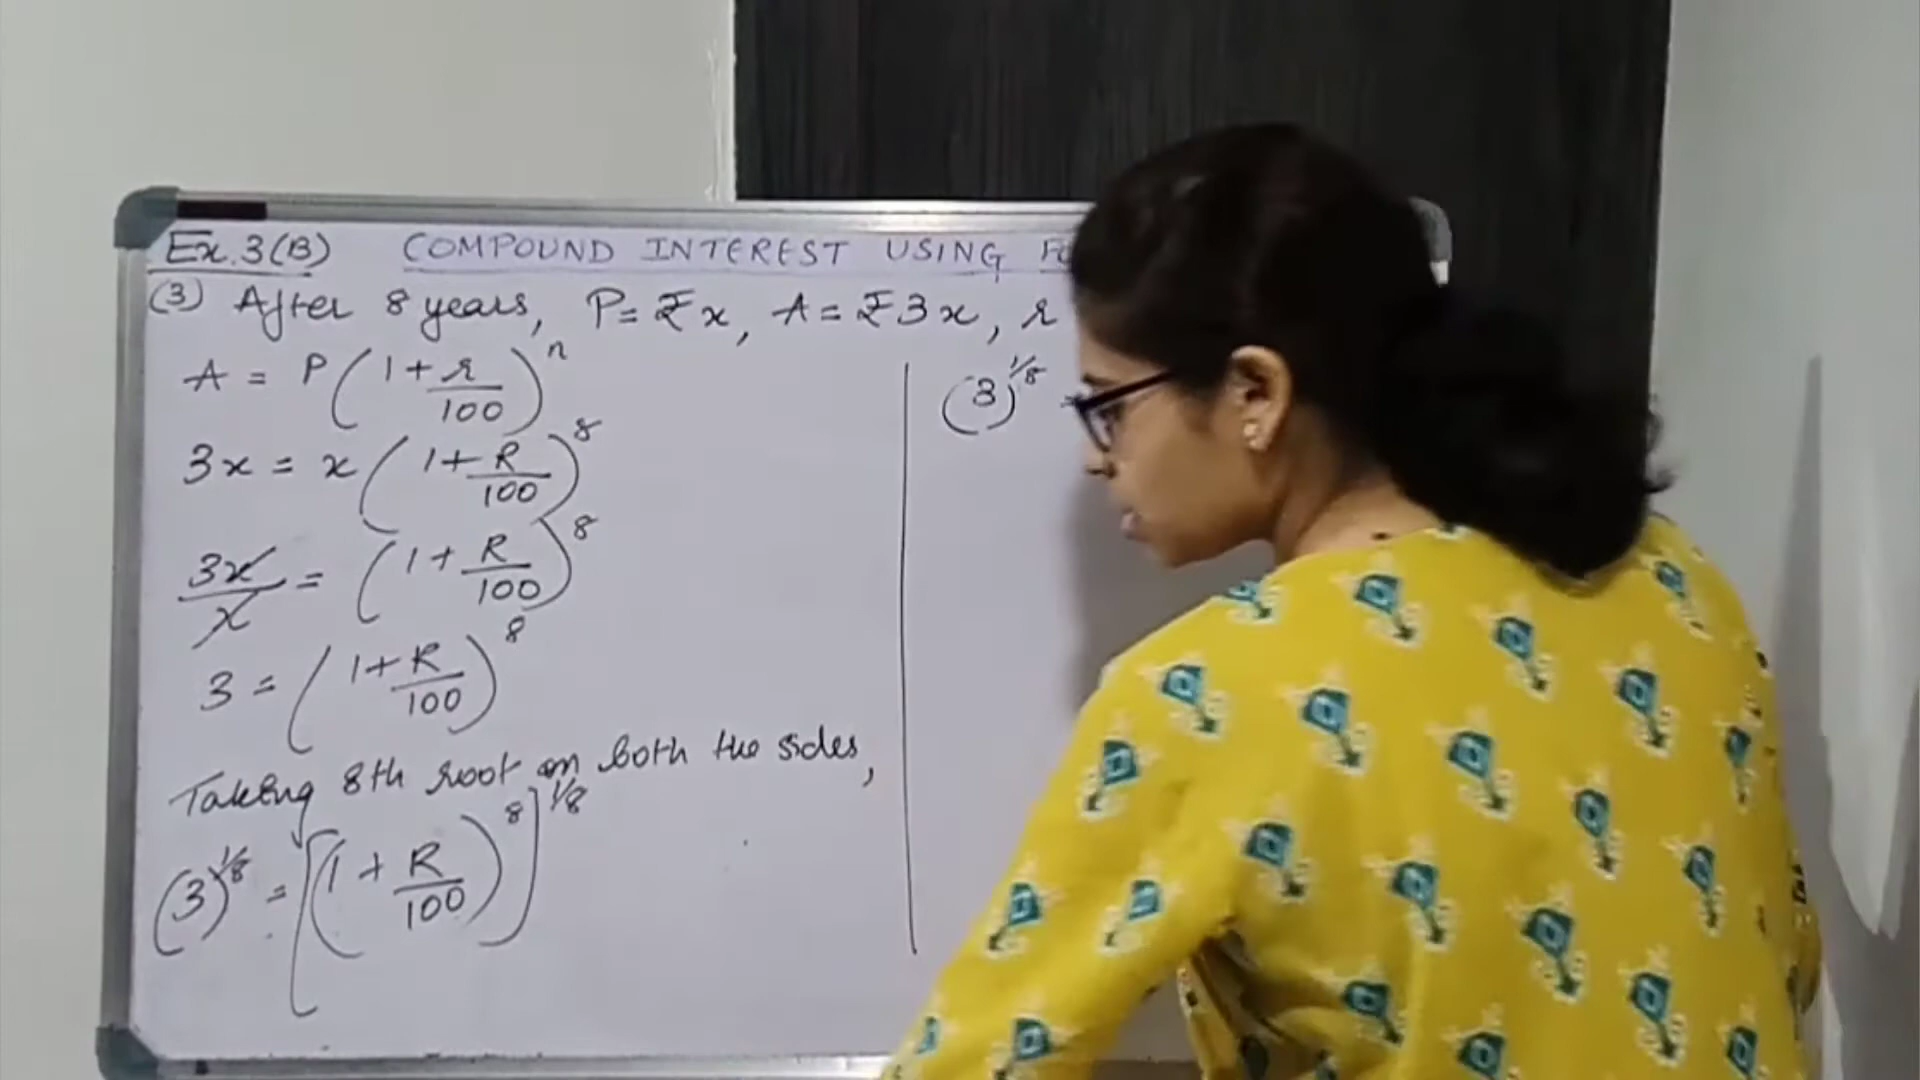 Ex. 3(B) COMPOUND INTEREST USING
(3) After 8 years, P = ₹ x, A = ₹ 3x, r
A = P (1 + r/100)^n
3x = x (1 + R/100)^8
3x/x = (1 + R/100)^8
3 = (1 + R/100)^8
Taking 8th root on both the sides,
(3)^1/8 = [(1 + R/100)^8]^1/8
(3)^1/8